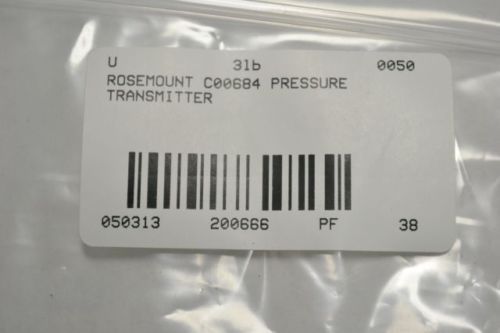 U 31b 0050
ROSEMOUNT C00684 PRESSURE
TRANSMITTER
050313 200666 PF 38